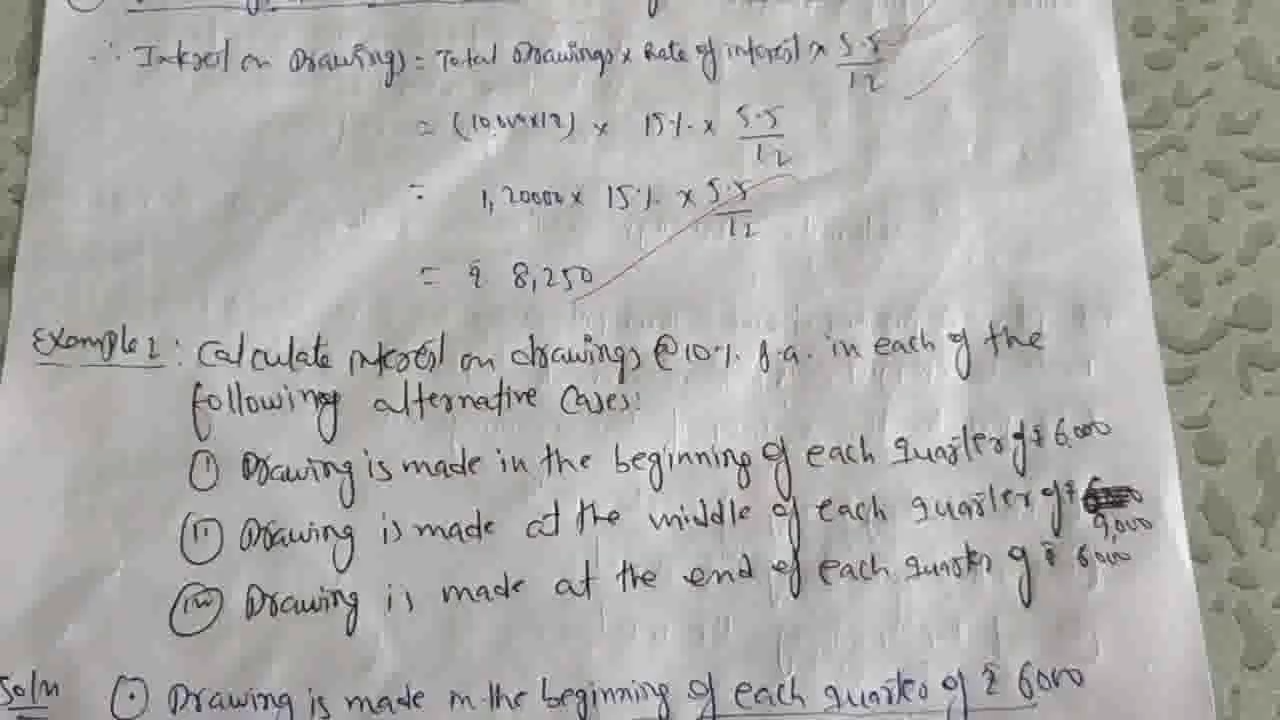 ∴ Interest on Drawings = Total Drawings × Rate of interest × 5.5/12
= (10,000×12) × 15% × 5.5/12
= 1,20000 × 15% × 5.5/12
= ₹ 8,250
Example 2: Calculate interest on drawings @ 10% p.a. in each of the
following alternative cases:
(i) Drawing is made in the beginning of each quarter of ₹ 6,000
(ii) Drawing is made at the middle of each quarter of ₹
9,000
(iii) Drawing is made at the end of each quarter of ₹ 6000
Soln (i) Drawing is made in the beginning of each quarter of ₹ 6000